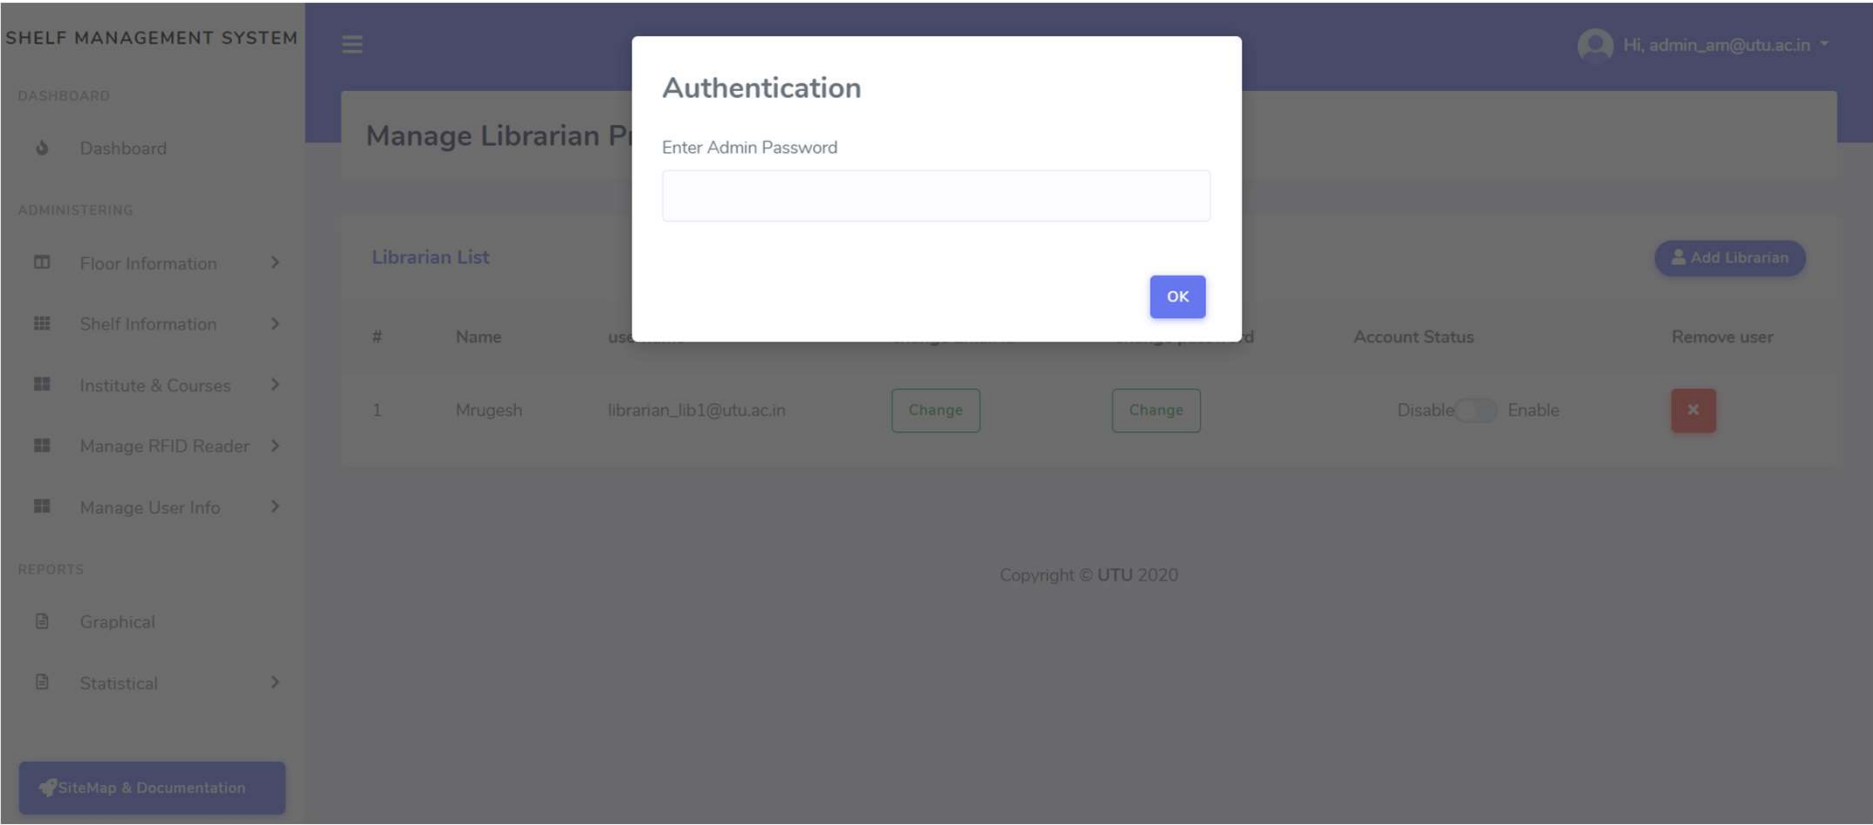 SHELF MANAGEMENT SYSTEM
Hi, admin_am@utu.ac.in
DASHBOARD
Dashboard
ADMINISTERING
Floor Information
Shelf Information
Institute & Courses
Manage RFID Reader
Manage User Info
REPORTS
Graphical
Statistical
SiteMap & Documentation
Manage Librarian
Authentication
Enter Admin Password
OK
Librarian List
Add Librarian
# Name Account Status Remove user
1 Mrugesh librarian_lib1@utu.ac.in Change Change Disable Enable
Copyright © UTU 2020